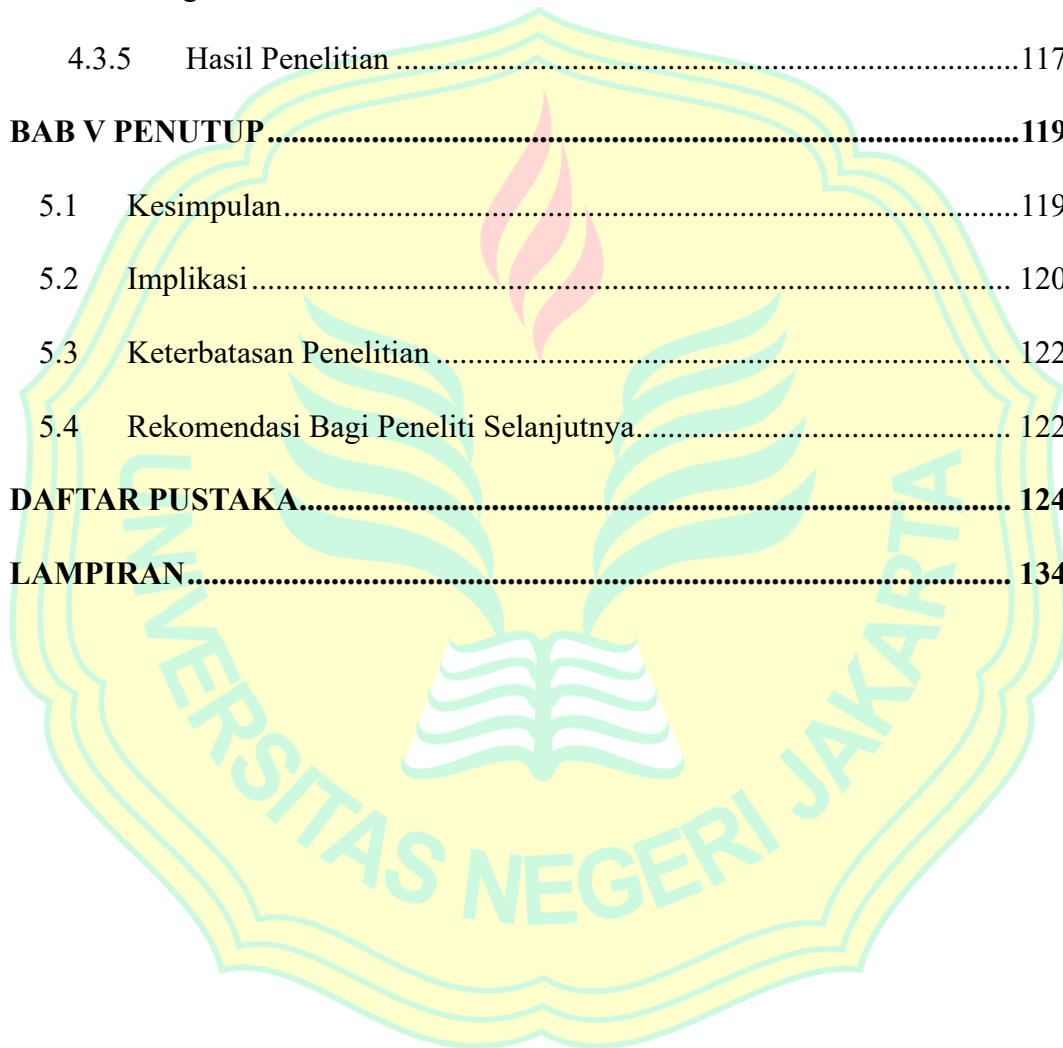 4.3.5 Hasil Penelitian ........................................................................ 117
BAB V PENUTUP ........................................................................ 119
5.1 Kesimpulan ........................................................................ 119
5.2 Implikasi ........................................................................ 120
5.3 Keterbatasan Penelitian ........................................................................ 122
5.4 Rekomendasi Bagi Peneliti Selanjutnya ........................................................................ 122
DAFTAR PUSTAKA ........................................................................ 124
LAMPIRAN ........................................................................ 134
UNIVERSITAS NEGERI JAKARTA